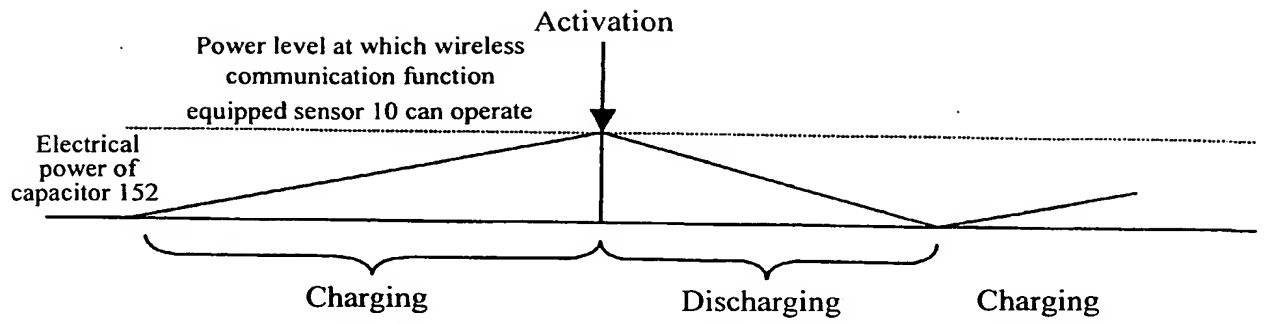 Activation
Power level at which wireless
communication function
equipped sensor 10 can operate
Electrical
power of
capacitor 152
Charging
Discharging
Charging